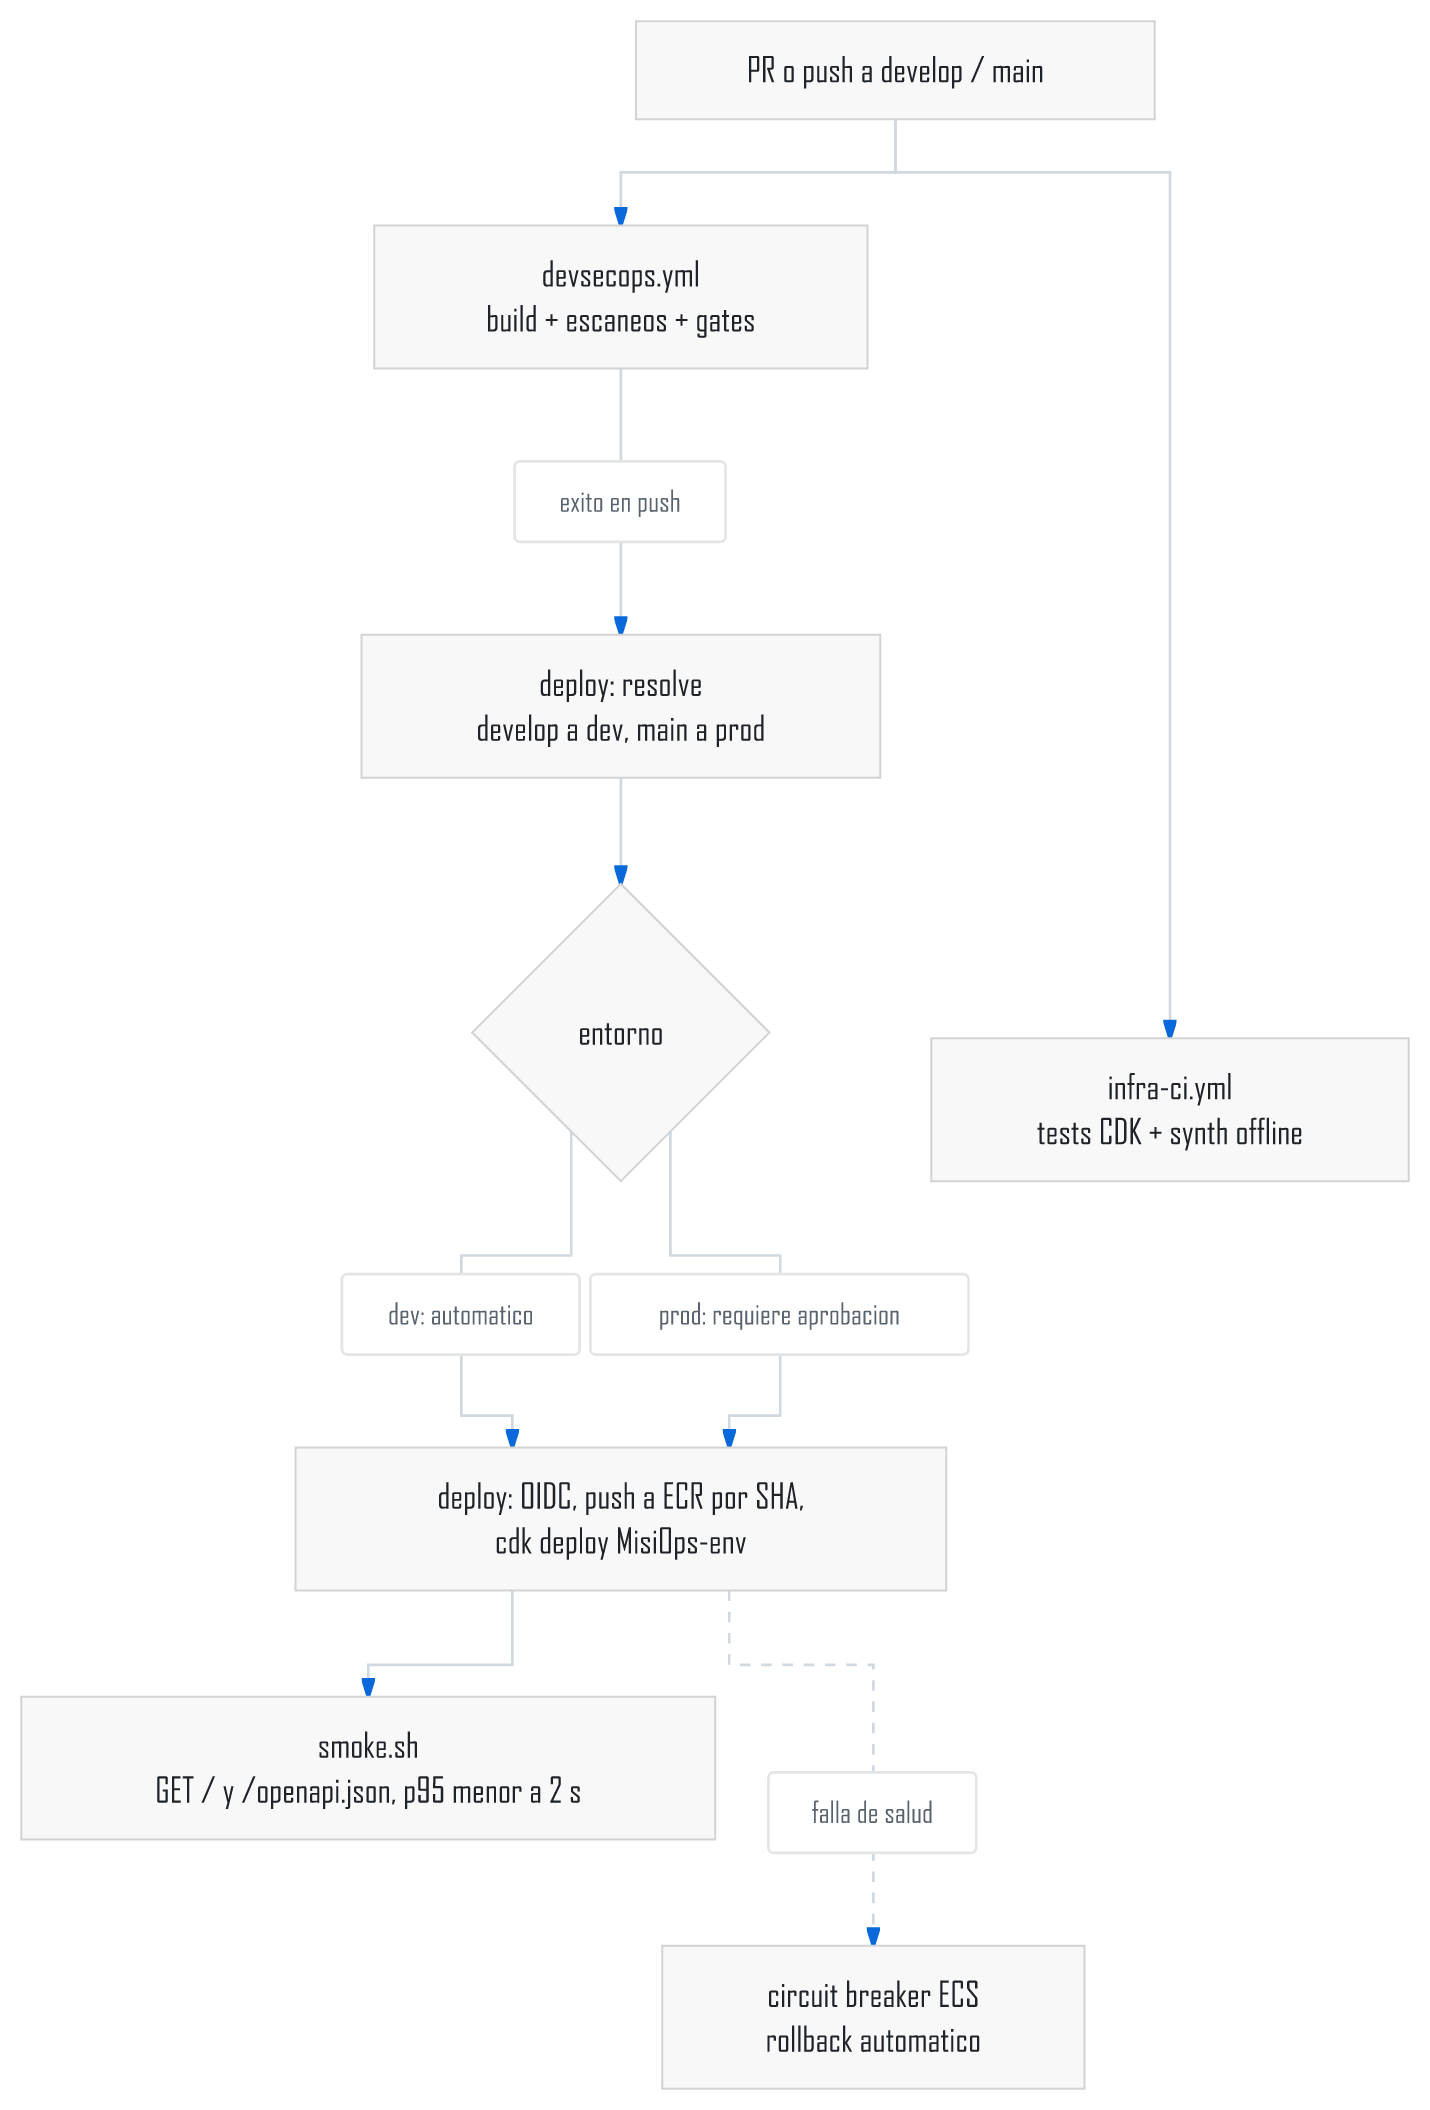 PR o push a develop / main
devsecops.yml
build + escaneos + gates
exito en push
deploy: resolve
develop a dev, main a prod
entorno
infra-ci.yml
tests CDK + synth offline
dev: automatico
prod: requiere aprobacion
deploy: OIDC, push a ECR por SHA,
cdk deploy MisiOps-env
smoke.sh
GET / y /openapi.json, p95 menor a 2 s
falla de salud
circuit breaker ECS
rollback automatico